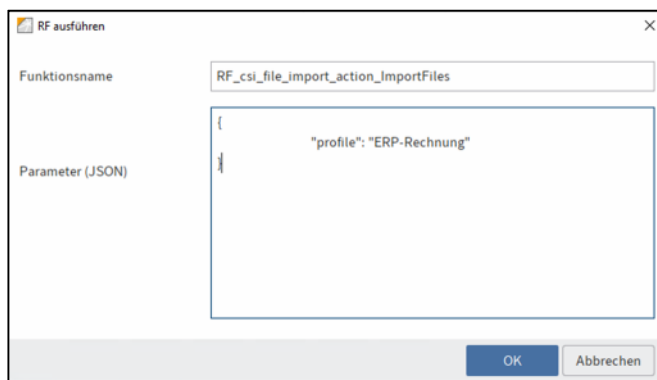 RF ausführen
Funktionsname
RF_csi_file_import_action_ImportFiles
Parameter (JSON)
{
"profile": "ERP-Rechnung"
}
OK
Abbrechen